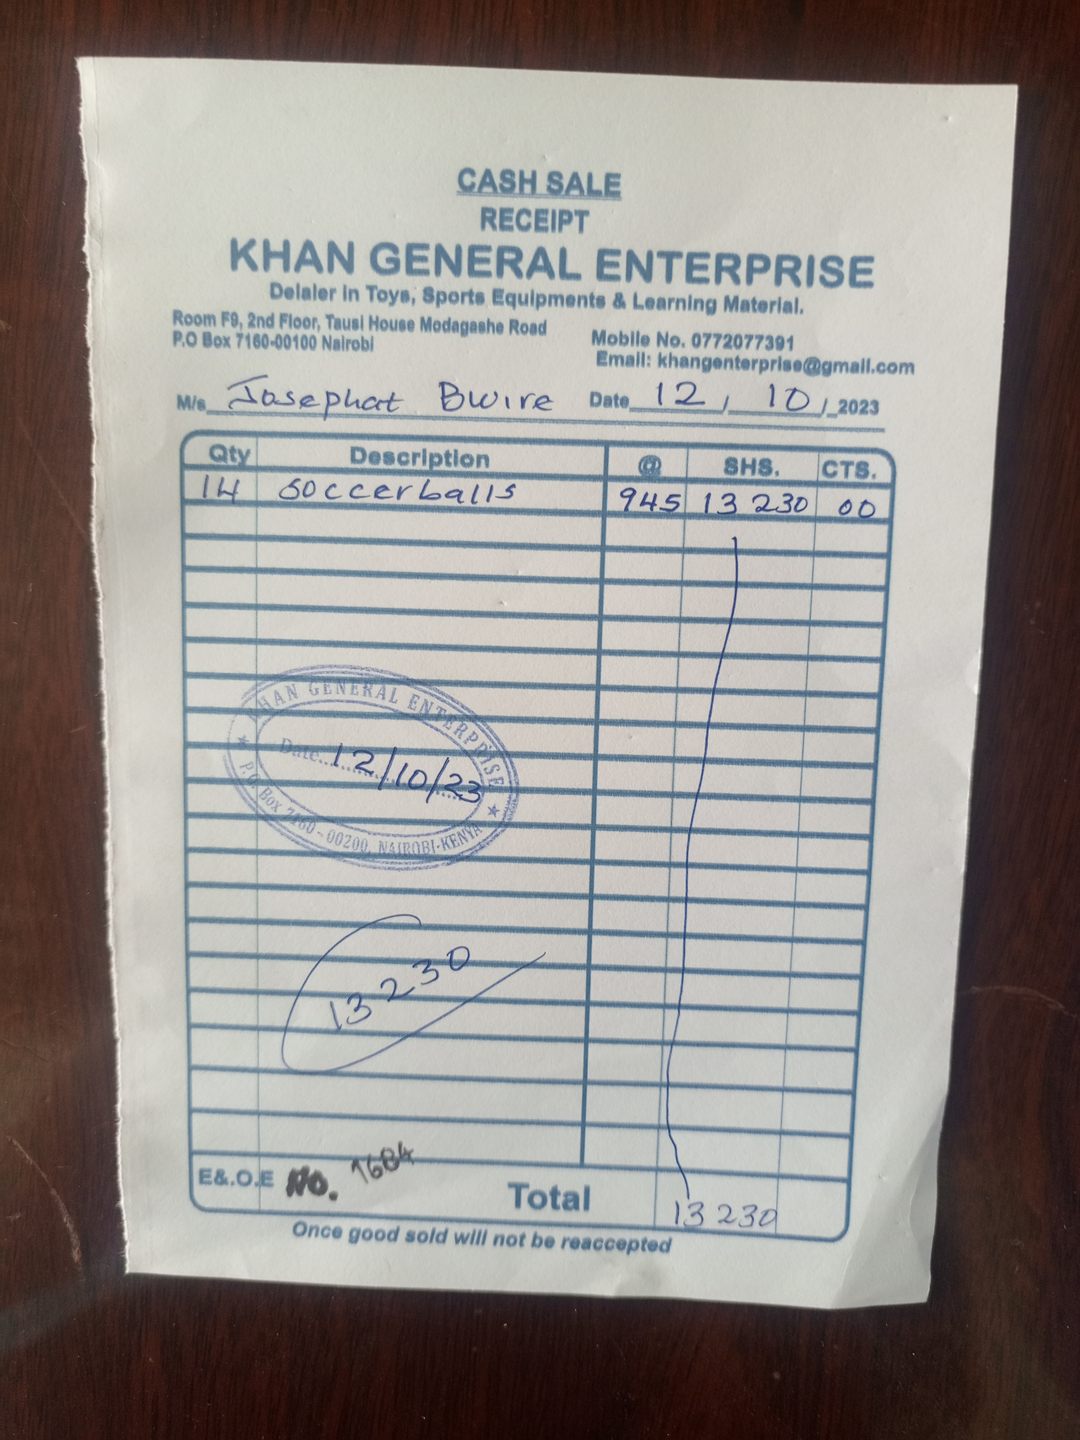 CASH SALE
RECEIPT
KHAN GENERAL ENTERPRISE
Delaler in Toys, Sports Equipments & Learning Material.
Room F9, 2nd Floor, Tausi House Modagashe Road
P.O Box 7160-00100 Nairobi
Mobile No. 0772077391
Email: khangenterprise@gmail.com
M/s Josephat Bwire Date 12 / 10 / 2023
Qty Description @ SHS. CTS.
14 soccerballs 945 13 230 00
KHAN GENERAL ENTERPRISE
Date 12/10/23
P.O. Box 7160 - 00200, NAIROBI-KENYA
13230
E&.O.E NO. 1684
Total 13 230
Once good sold will not be reaccepted